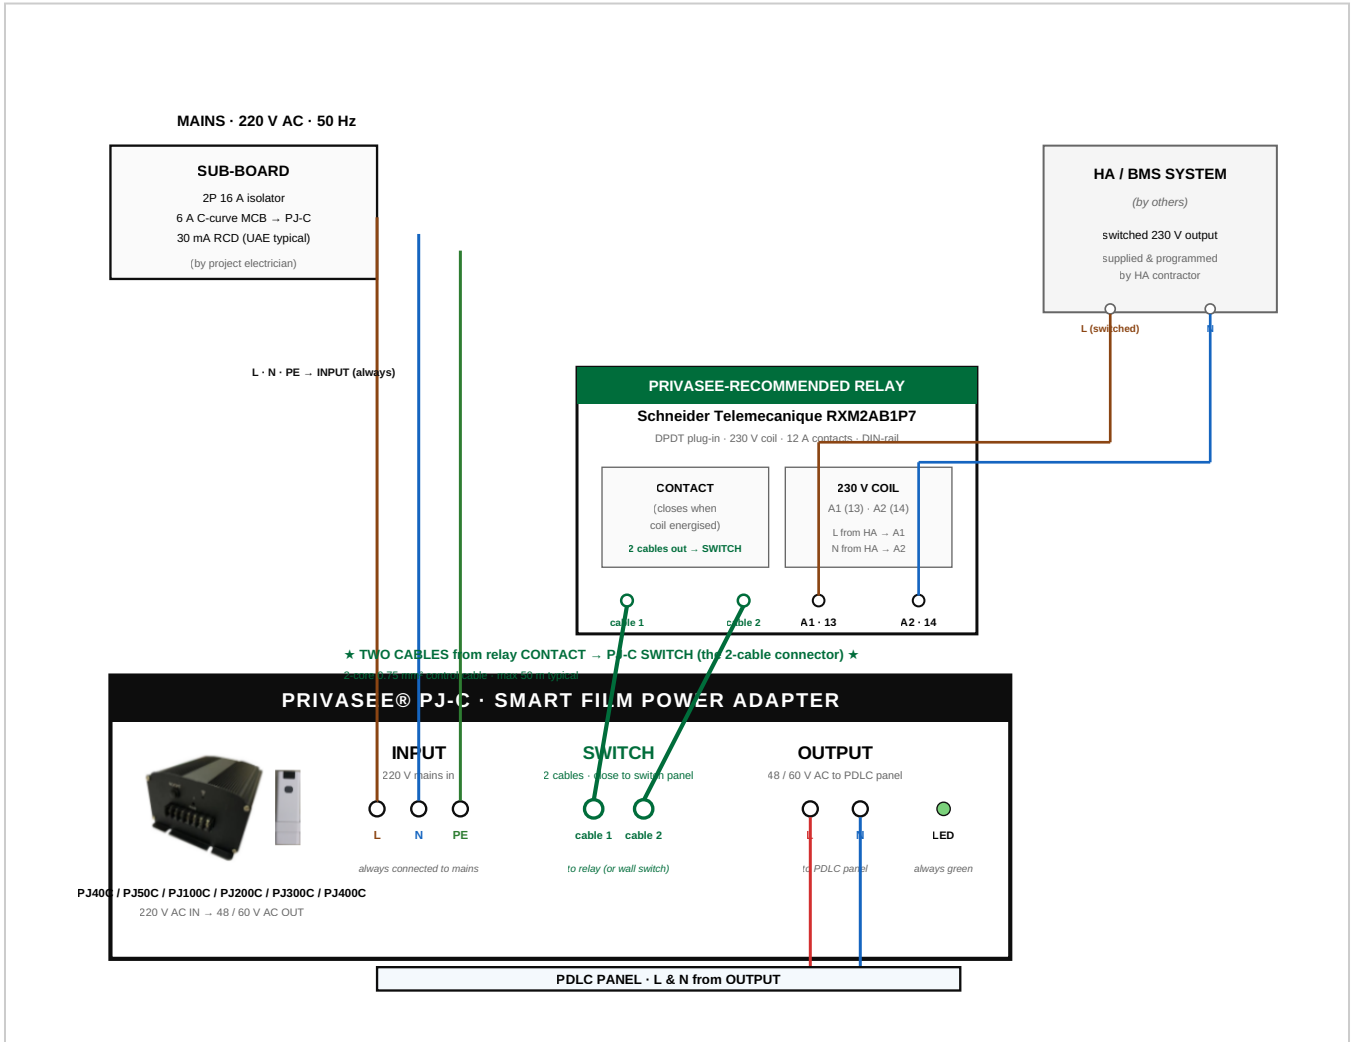 MAINS · 220 V AC · 50 Hz
SUB-BOARD
2P 16 A isolator
6 A C-curve MCB → PJ-C
30 mA RCD (UAE typical)
(by project electrician)
HA / BMS SYSTEM
(by others)
switched 230 V output
supplied & programmed
by HA contractor
L (switched)
N
L · N · PE → INPUT (always)
PRIVASEE-RECOMMENDED RELAY
Schneider Telemecanique RXM2AB1P7
DPDT plug-in · 230 V coil · 12 A contacts · DIN-rail
CONTACT
(closes when
coil energised)
2 cables out → SWITCH
230 V COIL
A1 (13) · A2 (14)
L from HA → A1
N from HA → A2
cable 1
cable 2
A1 · 13
A2 · 14
★ TWO CABLES from relay CONTACT → PJ-C SWITCH (the 2-cable connector) ★
2-core 0.75 mm² control cable · max 50 m typical
PRIVASEE® PJ-C · SMART FILM POWER ADAPTER
INPUT
220 V mains in
SWITCH
2 cables · close to switch panel
OUTPUT
48 / 60 V AC to PDLC panel
L
N
PE
cable 1
cable 2
L
N
LED
always connected to mains
to relay (or wall switch)
to PDLC panel
always green
PJ40C / PJ50C / PJ100C / PJ200C / PJ300C / PJ400C
220 V AC IN → 48 / 60 V AC OUT
PDLC PANEL · L & N from OUTPUT